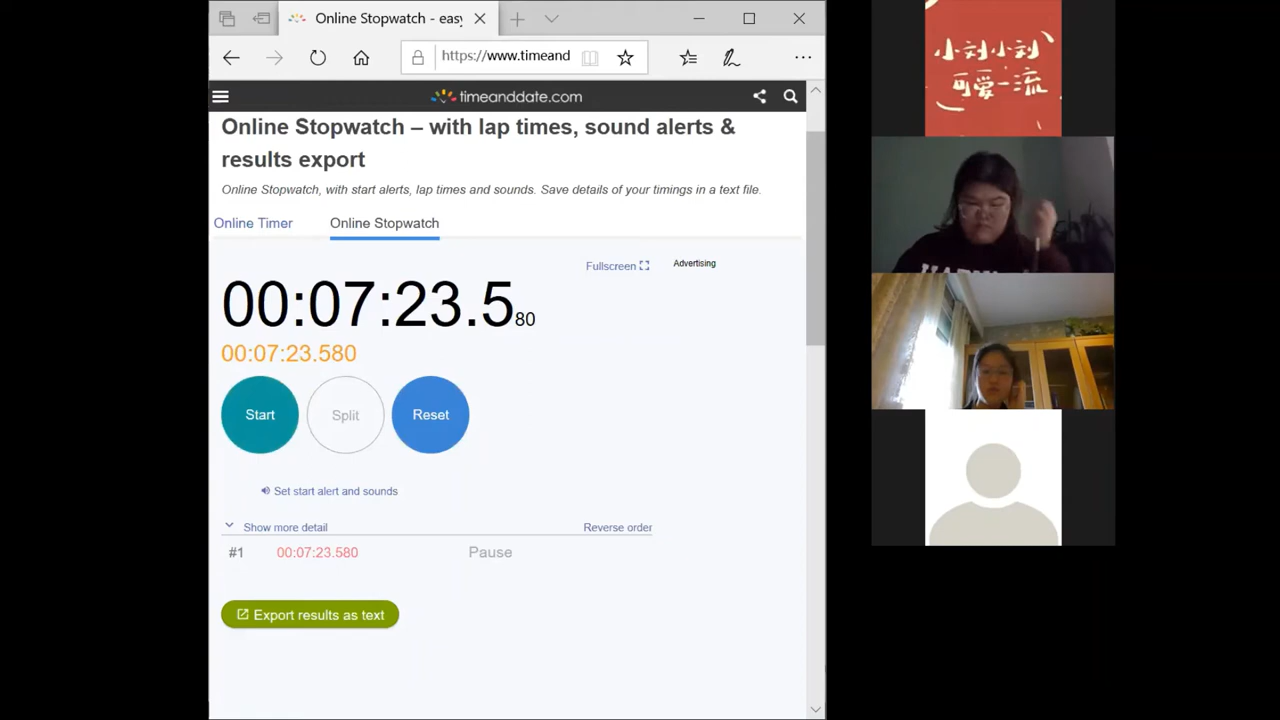 Online Stopwatch - easy
https://www.timeand
timeanddate.com
Online Stopwatch – with lap times, sound alerts &
results export
Online Stopwatch, with start alerts, lap times and sounds. Save details of your timings in a text file.
Online Timer
Online Stopwatch
Fullscreen
Advertising
00:07:23.580
00:07:23.580
Start
Split
Reset
Set start alert and sounds
Show more detail
Reverse order
#1 00:07:23.580 Pause
Export results as text
小刘小刘
可爱一流